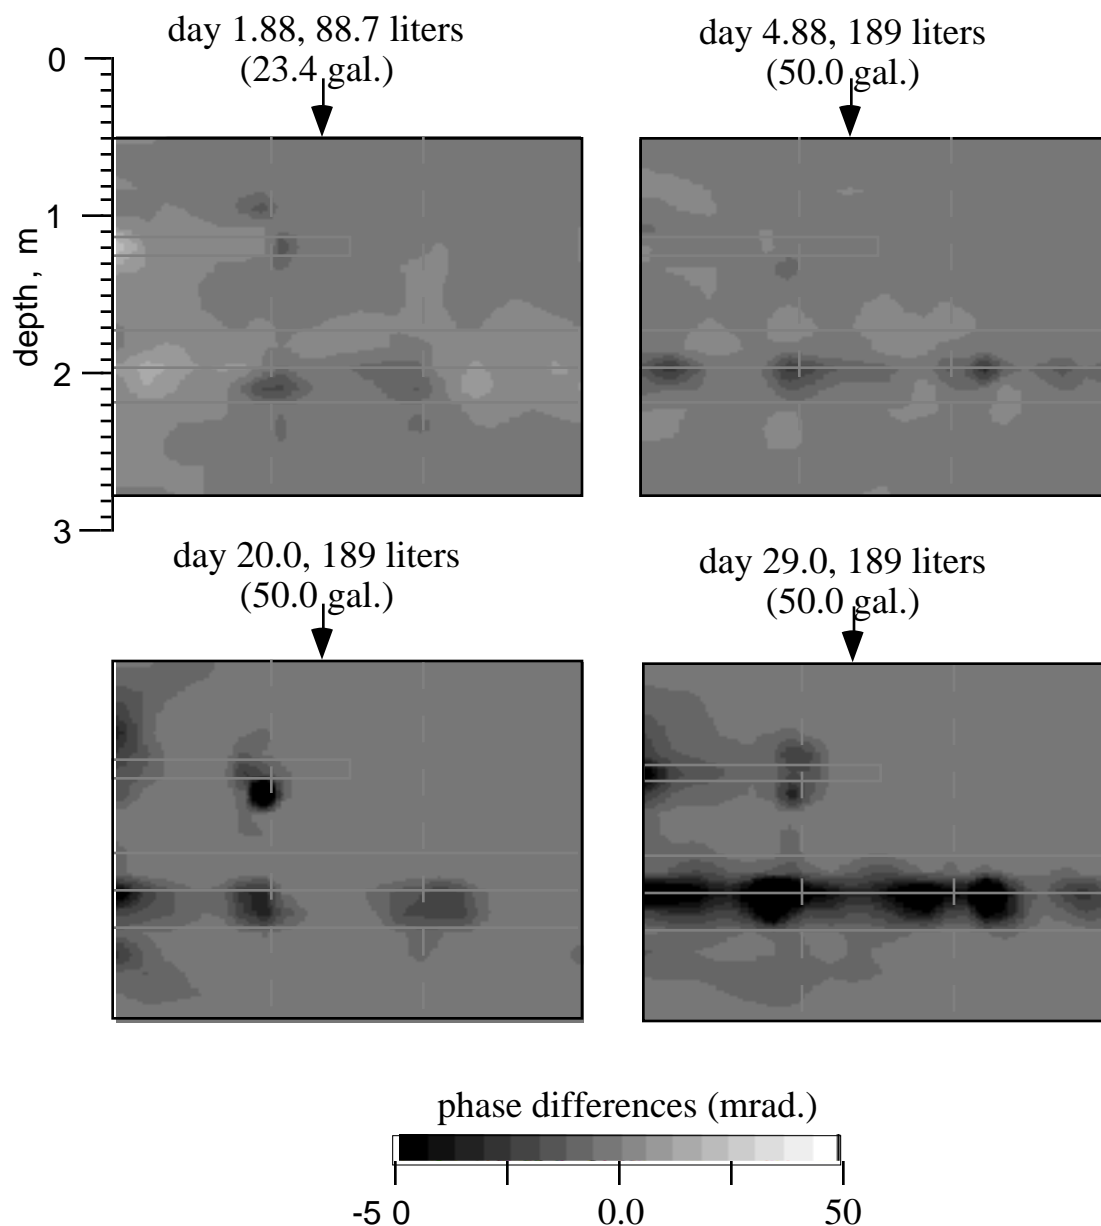 day 1.88, 88.7 liters
(23.4 gal.)
day 4.88, 189 liters
(50.0 gal.)
0
1
2
3
depth, m
day 20.0, 189 liters
(50.0 gal.)
day 29.0, 189 liters
(50.0 gal.)
phase differences (mrad.)
-5 0
0.0
50